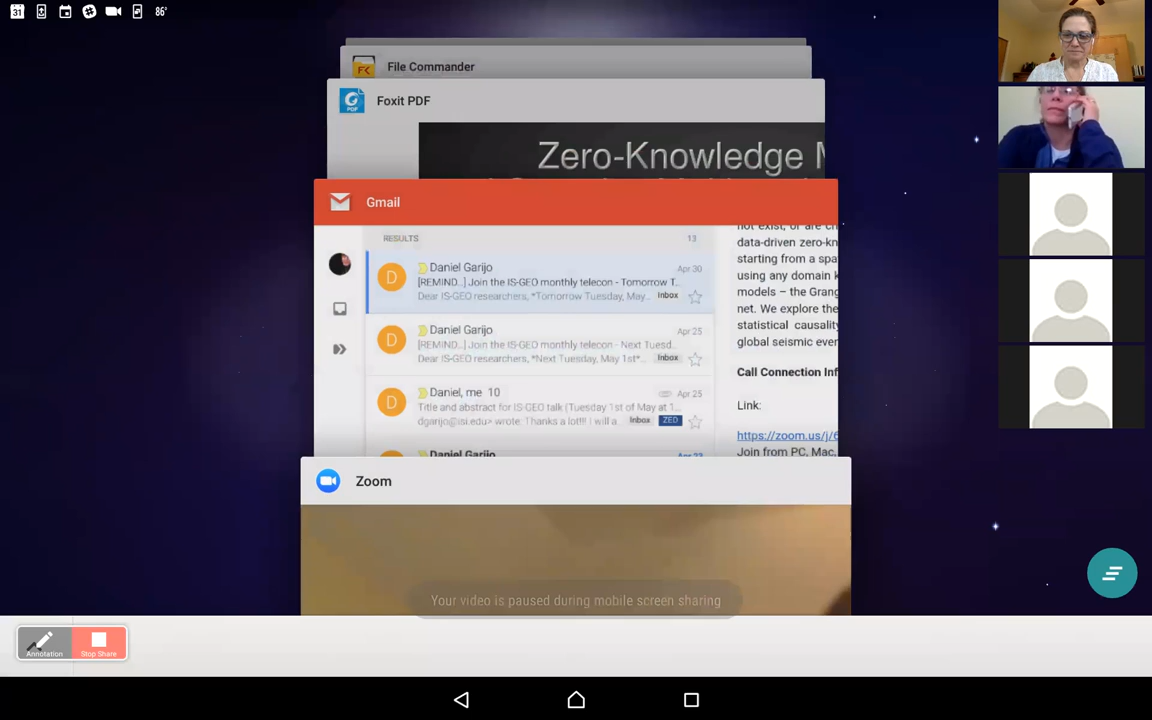 31 86°
File Commander
Foxit PDF
Zero-Knowledge M
Gmail
RESULTS 13
Daniel Garijo Apr 30
[REMIND..] Join the IS-GEO monthly telecon - Tomorrow T...
Dear IS-GEO researchers, *Tomorrow Tuesday, May... Inbox
Daniel Garijo Apr 25
[REMIND..] Join the IS-GEO monthly telecon - Next Tuesd...
Dear IS-GEO researchers, *Next Tuesday, May 1st*... Inbox
Daniel, me 10 Apr 25
Title and abstract for IS-GEO talk (Tuesday 1st of May at 1...
dgarijo@isi.edu> wrote: Thanks a lot!!! I will a... Inbox ZED
Daniel Garijo
not exist, or are c
data-driven zero-kn
starting from a spa
using any domain k
models – the Grang
net. We explore the
statistical causality
global seismic ever
Call Connection Inf
Link:
https://zoom.us/j/6
Join from PC, Mac,
Zoom
Your video is paused during mobile screen sharing
Annotation
Stop Share